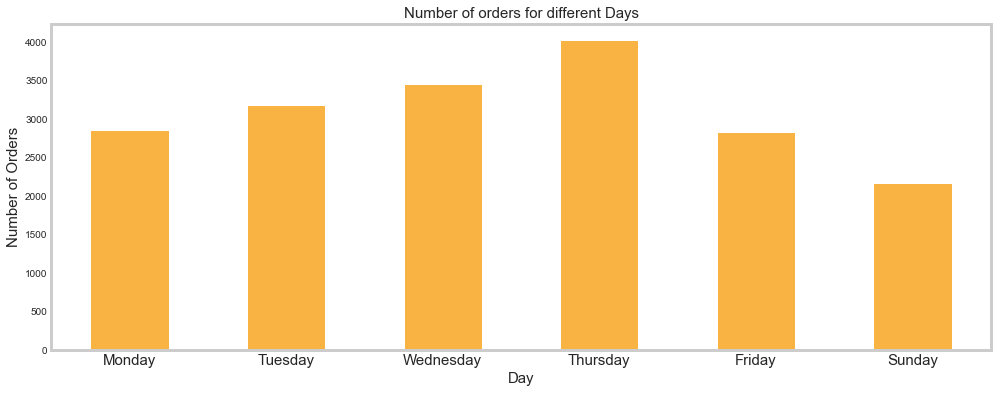 Number of orders for different Days
Number of Orders
4000
3500
3000
2500
2000
1500
1000
500
0
Monday Tuesday Wednesday Thursday Friday Sunday
Day